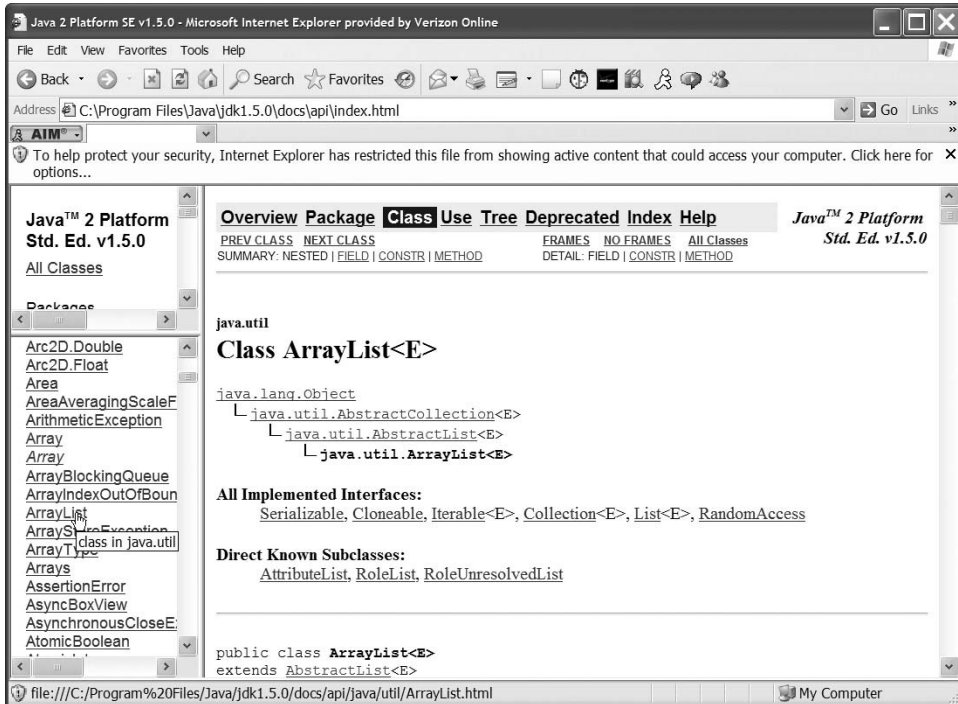 Java 2 Platform SE v1.5.0 - Microsoft Internet Explorer provided by Verizon Online
File Edit View Favorites Tools Help
Back Search Favorites
Address C:\Program Files\Java\jdk1.5.0\docs\api\index.html Go Links »
AIM® »
To help protect your security, Internet Explorer has restricted this file from showing active content that could access your computer. Click here for
options...
Java™ 2 Platform
Std. Ed. v1.5.0
All Classes
Packages
Arc2D.Double
Arc2D.Float
Area
AreaAveragingScaleF
ArithmeticException
Array
Array
ArrayBlockingQueue
ArrayIndexOutOfBoun
ArrayList
ArrayStoreException
class in java.util
ArrayType
Arrays
AssertionError
AsyncBoxView
AsynchronousCloseE
AtomicBoolean
Overview Package Class Use Tree Deprecated Index Help
Java™ 2 Platform
Std. Ed. v1.5.0
PREV CLASS NEXT CLASS FRAMES NO FRAMES All Classes
SUMMARY: NESTED | FIELD | CONSTR | METHOD DETAIL: FIELD | CONSTR | METHOD
java.util
Class ArrayList<E>
java.lang.Object
java.util.AbstractCollection<E>
java.util.AbstractList<E>
java.util.ArrayList<E>
All Implemented Interfaces:
Serializable, Cloneable, Iterable<E>, Collection<E>, List<E>, RandomAccess
Direct Known Subclasses:
AttributeList, RoleList, RoleUnresolvedList
public class ArrayList<E>
extends AbstractList<E>
file:///C:/Program%20Files/Java/jdk1.5.0/docs/api/java/util/ArrayList.html My Computer